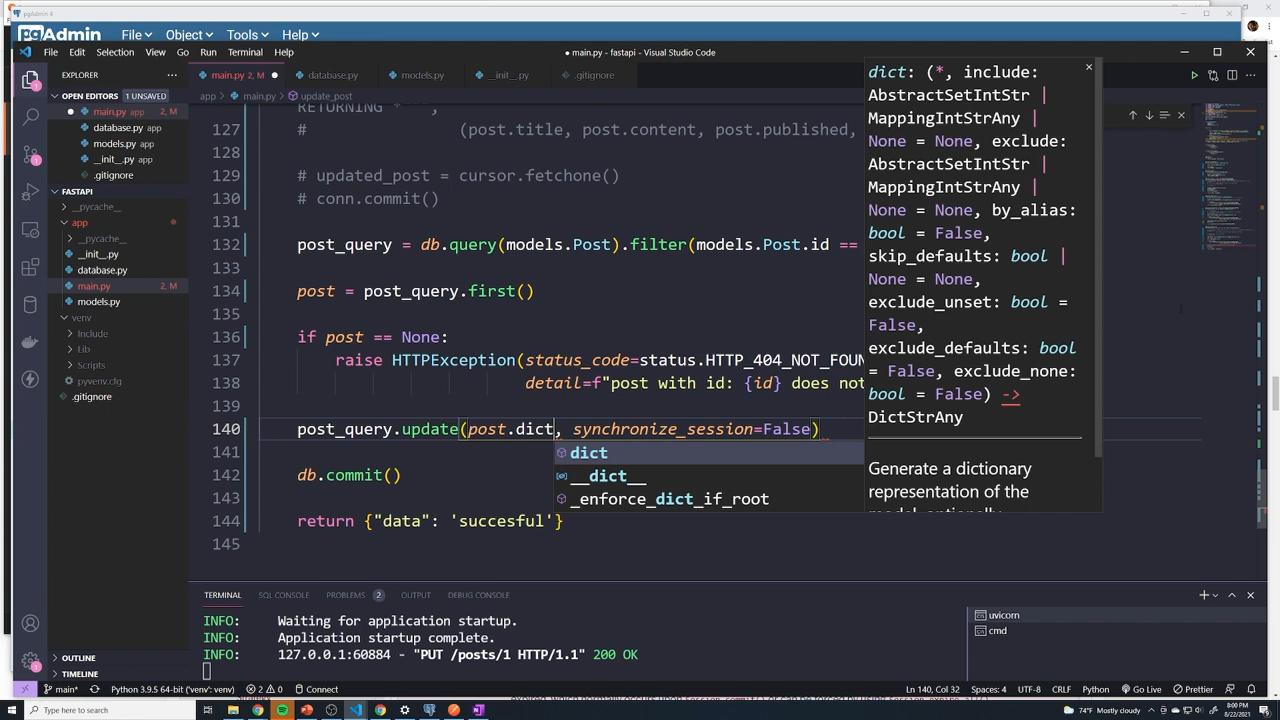 pgAdmin 4
pgAdmin File Object Tools Help
File Edit Selection View Go Run Terminal Help
● main.py - fastapi - Visual Studio Code
EXPLORER
OPEN EDITORS 1 UNSAVED
main.py app 2, M
database.py app
models.py app
__init__.py app
.gitignore
FASTAPI
__pycache__
app
__pycache__
__init__.py
database.py
main.py 2, M
models.py
venv
Include
Lib
Scripts
pyvenv.cfg
.gitignore
OUTLINE
TIMELINE
main.py 2, M database.py models.py __init__.py .gitignore
app > main.py > update_post
RETURNING
127 # (post.title, post.content, post.published,
128 #
129 # updated_post = cursor.fetchone()
130 # conn.commit()
131
132 post_query = db.query(models.Post).filter(models.Post.id ==
133
134 post = post_query.first()
135
136 if post == None:
137 raise HTTPException(status_code=status.HTTP_404_NOT_FOUN
138 detail=f"post with id: {id} does not
139
140 post_query.update(post.dict, synchronize_session=False)
141
142 db.commit()
143
144 return {"data": 'succesful'}
145
dict
__dict__
_enforce_dict_if_root
dict: (*, include:
AbstractSetIntStr |
MappingIntStrAny |
None = None, exclude:
AbstractSetIntStr |
MappingIntStrAny |
None = None, by_alias:
bool = False,
skip_defaults: bool |
None = None,
exclude_unset: bool =
False,
exclude_defaults: bool
= False, exclude_none:
bool = False) ->
DictStrAny
Generate a dictionary
representation of the
model, optionally
TERMINAL SQL CONSOLE PROBLEMS 2 OUTPUT DEBUG CONSOLE
INFO: Waiting for application startup.
INFO: Application startup complete.
INFO: 127.0.0.1:60884 - "PUT /posts/1 HTTP/1.1" 200 OK
uvicorn
cmd
main* Python 3.9.5 64-bit ('venv': venv) 2 0 Connect Ln 140, Col 32 Spaces: 4 UTF-8 CRLF Python Go Live Prettier
Type here to search
74°F Mostly cloudy
8:00 PM
8/22/2021